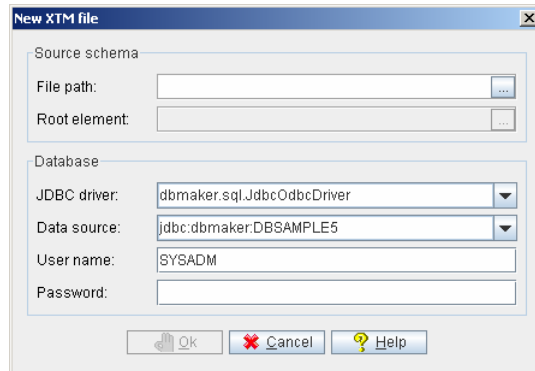 New XTM file
Source schema
File path:
...
Root element:
...
Database
JDBC driver: dbmaker.sql.JdbcOdbcDriver
Data source: jdbc:dbmaker:DBSAMPLE5
User name: SYSADM
Password:
Ok Cancel Help